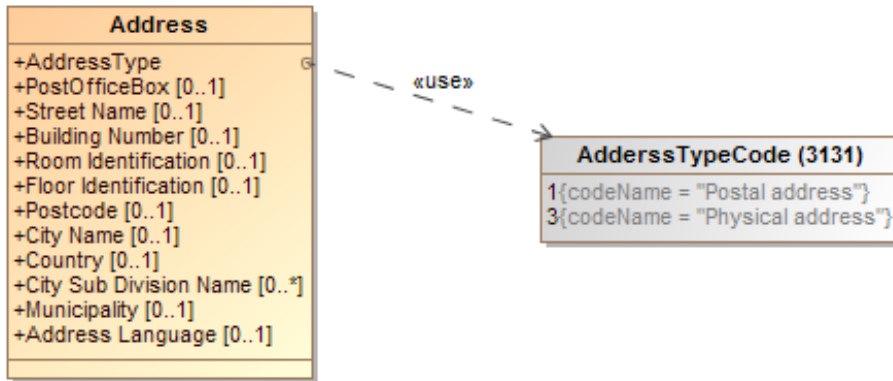 Address
+AddressType
+PostOfficeBox [0..1]
+Street Name [0..1]
+Building Number [0..1]
+Room Identification [0..1]
+Floor Identification [0..1]
+Postcode [0..1]
+City Name [0..1]
+Country [0..1]
+City Sub Division Name [0..*]
+Municipality [0..1]
+Address Language [0..1]
«use»
AdderssTypeCode (3131)
1{codeName = "Postal address"}
3{codeName = "Physical address"}